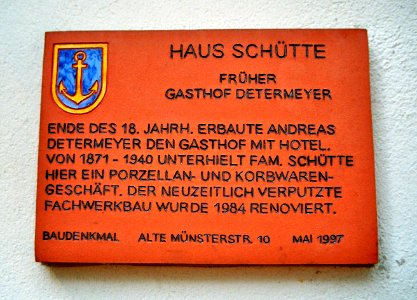 HAUS SCHÜTTE
FRÜHER
GASTHOF DETERMEYER
ENDE DES 18. JAHRH. ERBAUTE ANDREAS
DETERMEYER DEN GASTHOF MIT HOTEL.
VON 1871 - 1940 UNTERHIELT FAM. SCHÜTTE
HIER EIN PORZELLAN- UND KORBWAREN-
GESCHÄFT. DER NEUZEITLICH VERPUTZTE
FACHWERKBAU WURDE 1984 RENOVIERT.
BAUDENKMAL ALTE MÜNSTERSTR. 10 MAI 1997